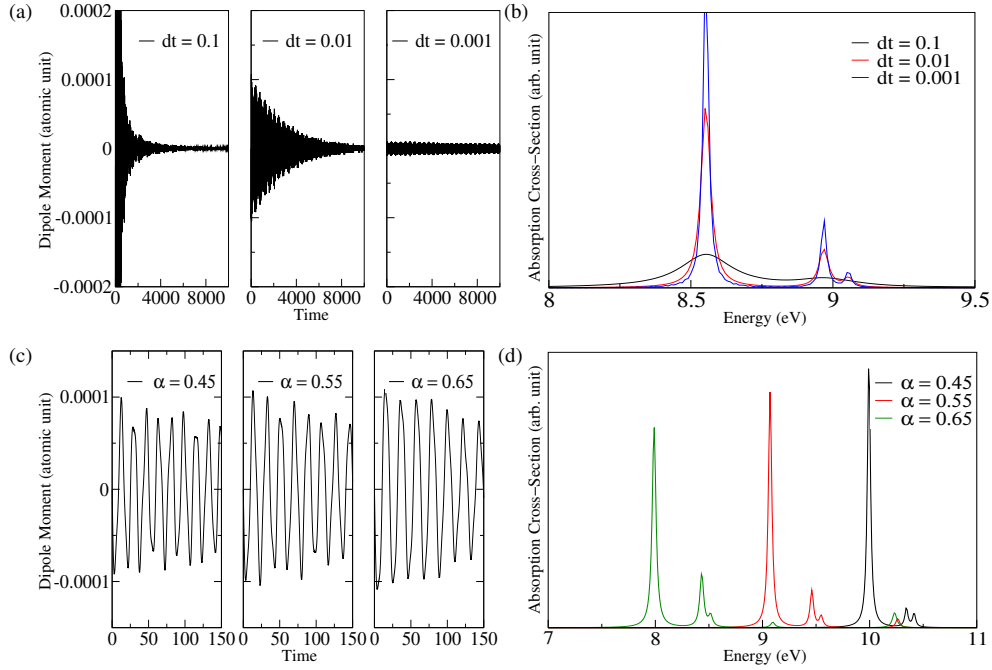 (a)
Dipole Moment (atomic unit)
0.0002
0.0001
0
-0.0001
-0.0002
dt = 0.1
dt = 0.01
dt = 0.001
0 4000 8000
0 4000 8000
0 4000 8000
Time
(b)
Absorption Cross−Section (arb. unit)
dt = 0.1
dt = 0.01
dt = 0.001
8 8.5 9 9.5
Energy (eV)
(c)
Dipole Moment (atomic unit)
0.0001
0
-0.0001
α = 0.45
α = 0.55
α = 0.65
0 50 100 150
0 50 100 150
0 50 100 150
Time
(d)
Absorption Cross−Section (arb. unit)
α = 0.45
α = 0.55
α = 0.65
7 8 9 10 11
Energy (eV)